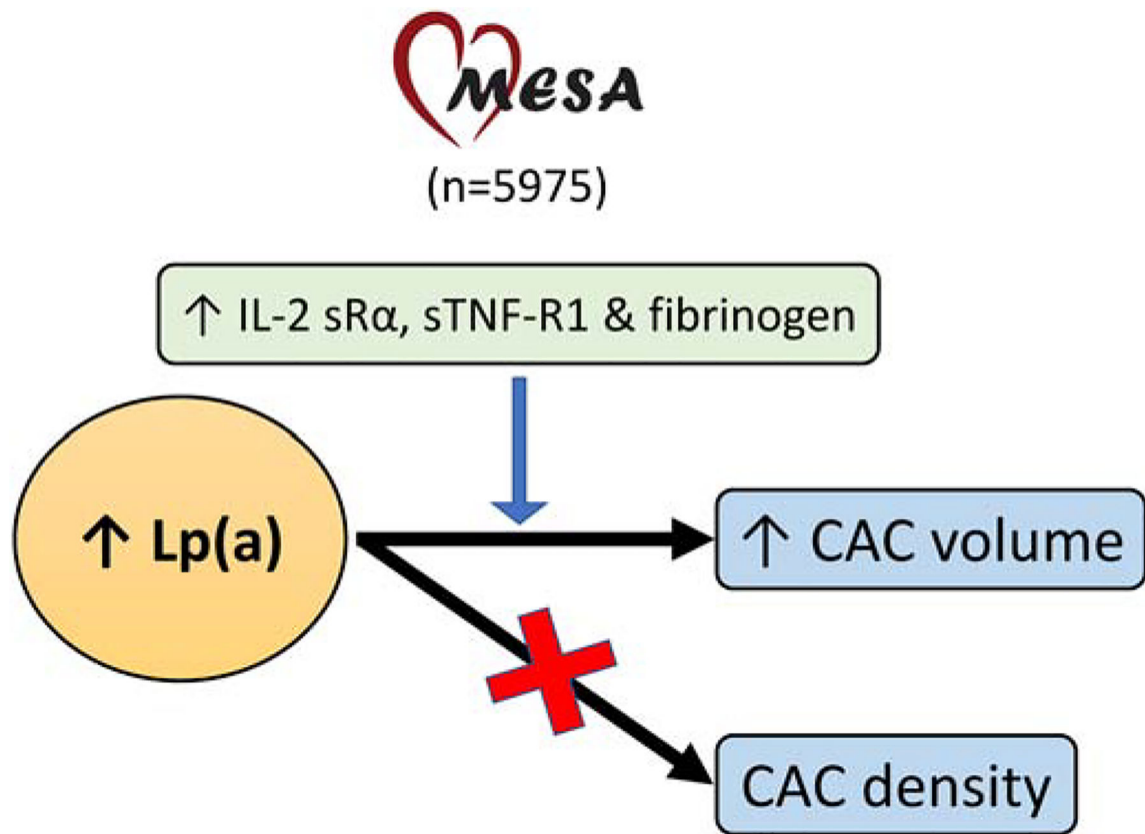 MESA
(n=5975)
↑ IL-2 sRα, sTNF-R1 & fibrinogen
↑ Lp(a)
↑ CAC volume
CAC density